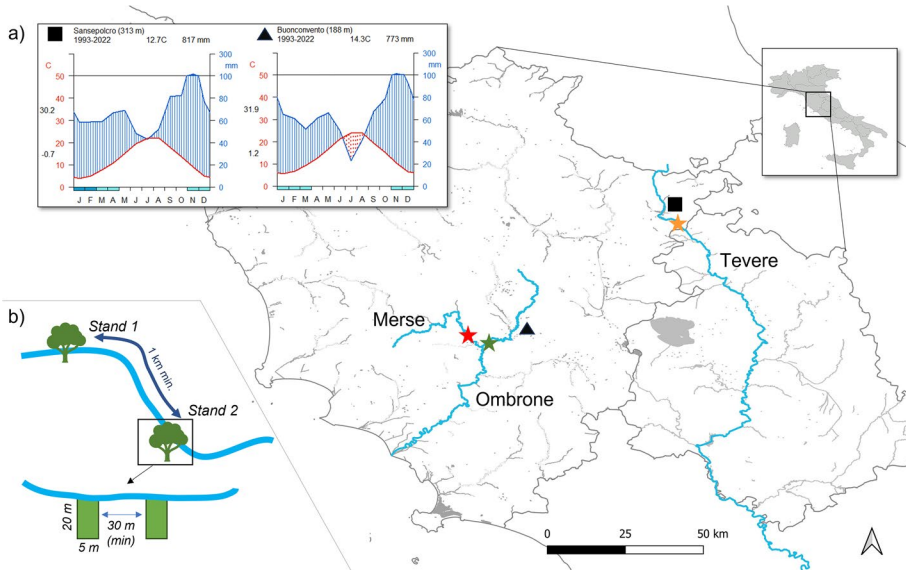 a)
Sansepolcro (313 m)
1993-2022 12.7C 817 mm
C 300
mm
50 100
40 80
30.2
30 60
20 40
-0.7
10 20
0 0
J F M A M J J A S O N D
Buonconvento (188 m)
1993-2022 14.3C 773 mm
C 300
mm
50 100
40 80
31.9
30 60
20 40
1.2
10 20
0 0
J F M A M J J A S O N D
Tevere
Merse
Ombrone
b)
Stand 1
1 km min.
Stand 2
20 m
30 m
(min)
5 m
0 25 50 km